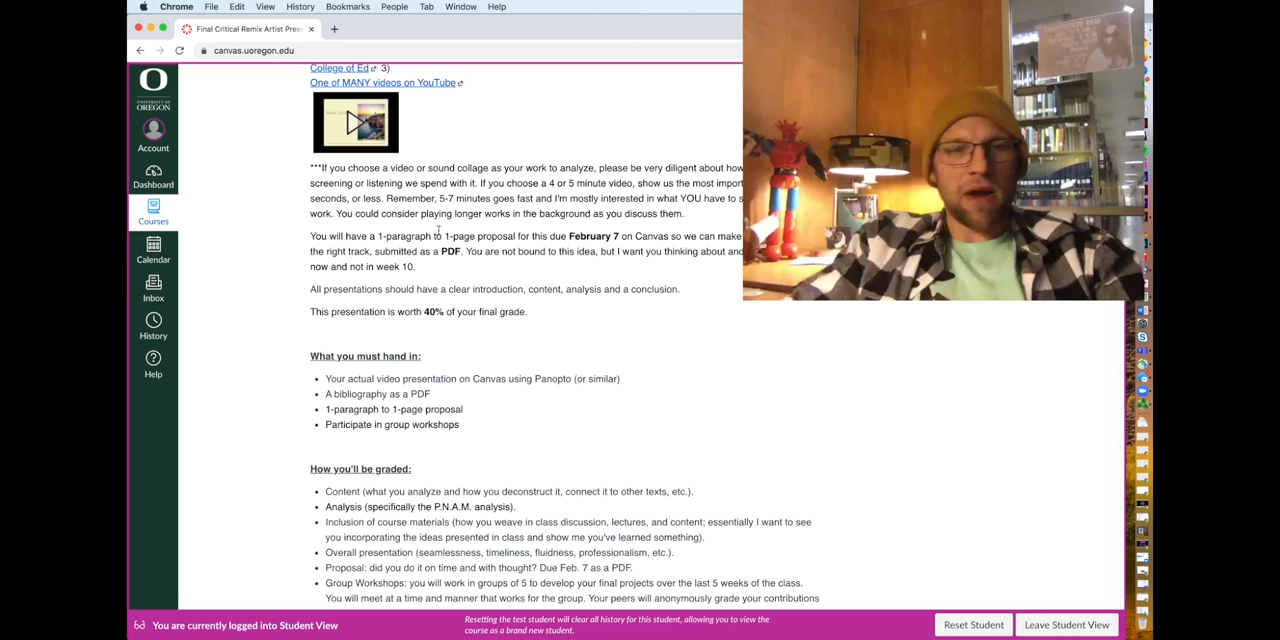 Chrome File Edit View History Bookmarks People Tab Window Help
Final Critical Remix Artist Pres
canvas.uoregon.edu
O
UNIVERSITY OF
OREGON
Account
Dashboard
Courses
Calendar
Inbox
History
Help
College of Ed 3)
One of MANY videos on YouTube
***If you choose a video or sound collage as your work to analyze, please be very diligent about how
screening or listening we spend with it. If you choose a 4 or 5 minute video, show us the most import
seconds, or less. Remember, 5-7 minutes goes fast and I'm mostly interested in what YOU have to s
work. You could consider playing longer works in the background as you discuss them.
You will have a 1-paragraph to 1-page proposal for this due February 7 on Canvas so we can make
the right track, submitted as a PDF. You are not bound to this idea, but I want you thinking about and
now and not in week 10.
All presentations should have a clear introduction, content, analysis and a conclusion.
This presentation is worth 40% of your final grade.
What you must hand in:
• Your actual video presentation on Canvas using Panopto (or similar)
• A bibliography as a PDF
• 1-paragraph to 1-page proposal
• Participate in group workshops
How you'll be graded:
• Content (what you analyze and how you deconstruct it, connect it to other texts, etc.).
• Analysis (specifically the P.N.A.M. analysis).
• Inclusion of course materials (how you weave in class discussion, lectures, and content; essentially I want to see
you incorporating the ideas presented in class and show me you've learned something).
• Overall presentation (seamlessness, timeliness, fluidness, professionalism, etc.).
• Proposal: did you do it on time and with thought? Due Feb. 7 as a PDF.
• Group Workshops: you will work in groups of 5 to develop your final projects over the last 5 weeks of the class.
You will meet at a time and manner that works for the group. Your peers will anonymously grade your contributions
You are currently logged into Student View
Resetting the test student will clear all history for this student, allowing you to view the
course as a brand new student.
Reset Student
Leave Student View